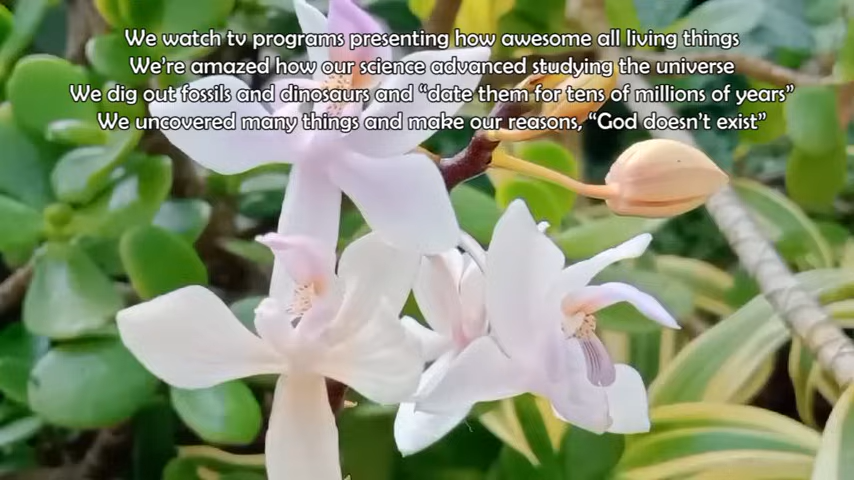 We watch tv programs presenting how awesome all living things
We're amazed how our science advanced studying the universe
We dig out fossils and dinosaurs and “date them for tens of millions of years”
We uncovered many things and make our reasons, “God doesn't exist”